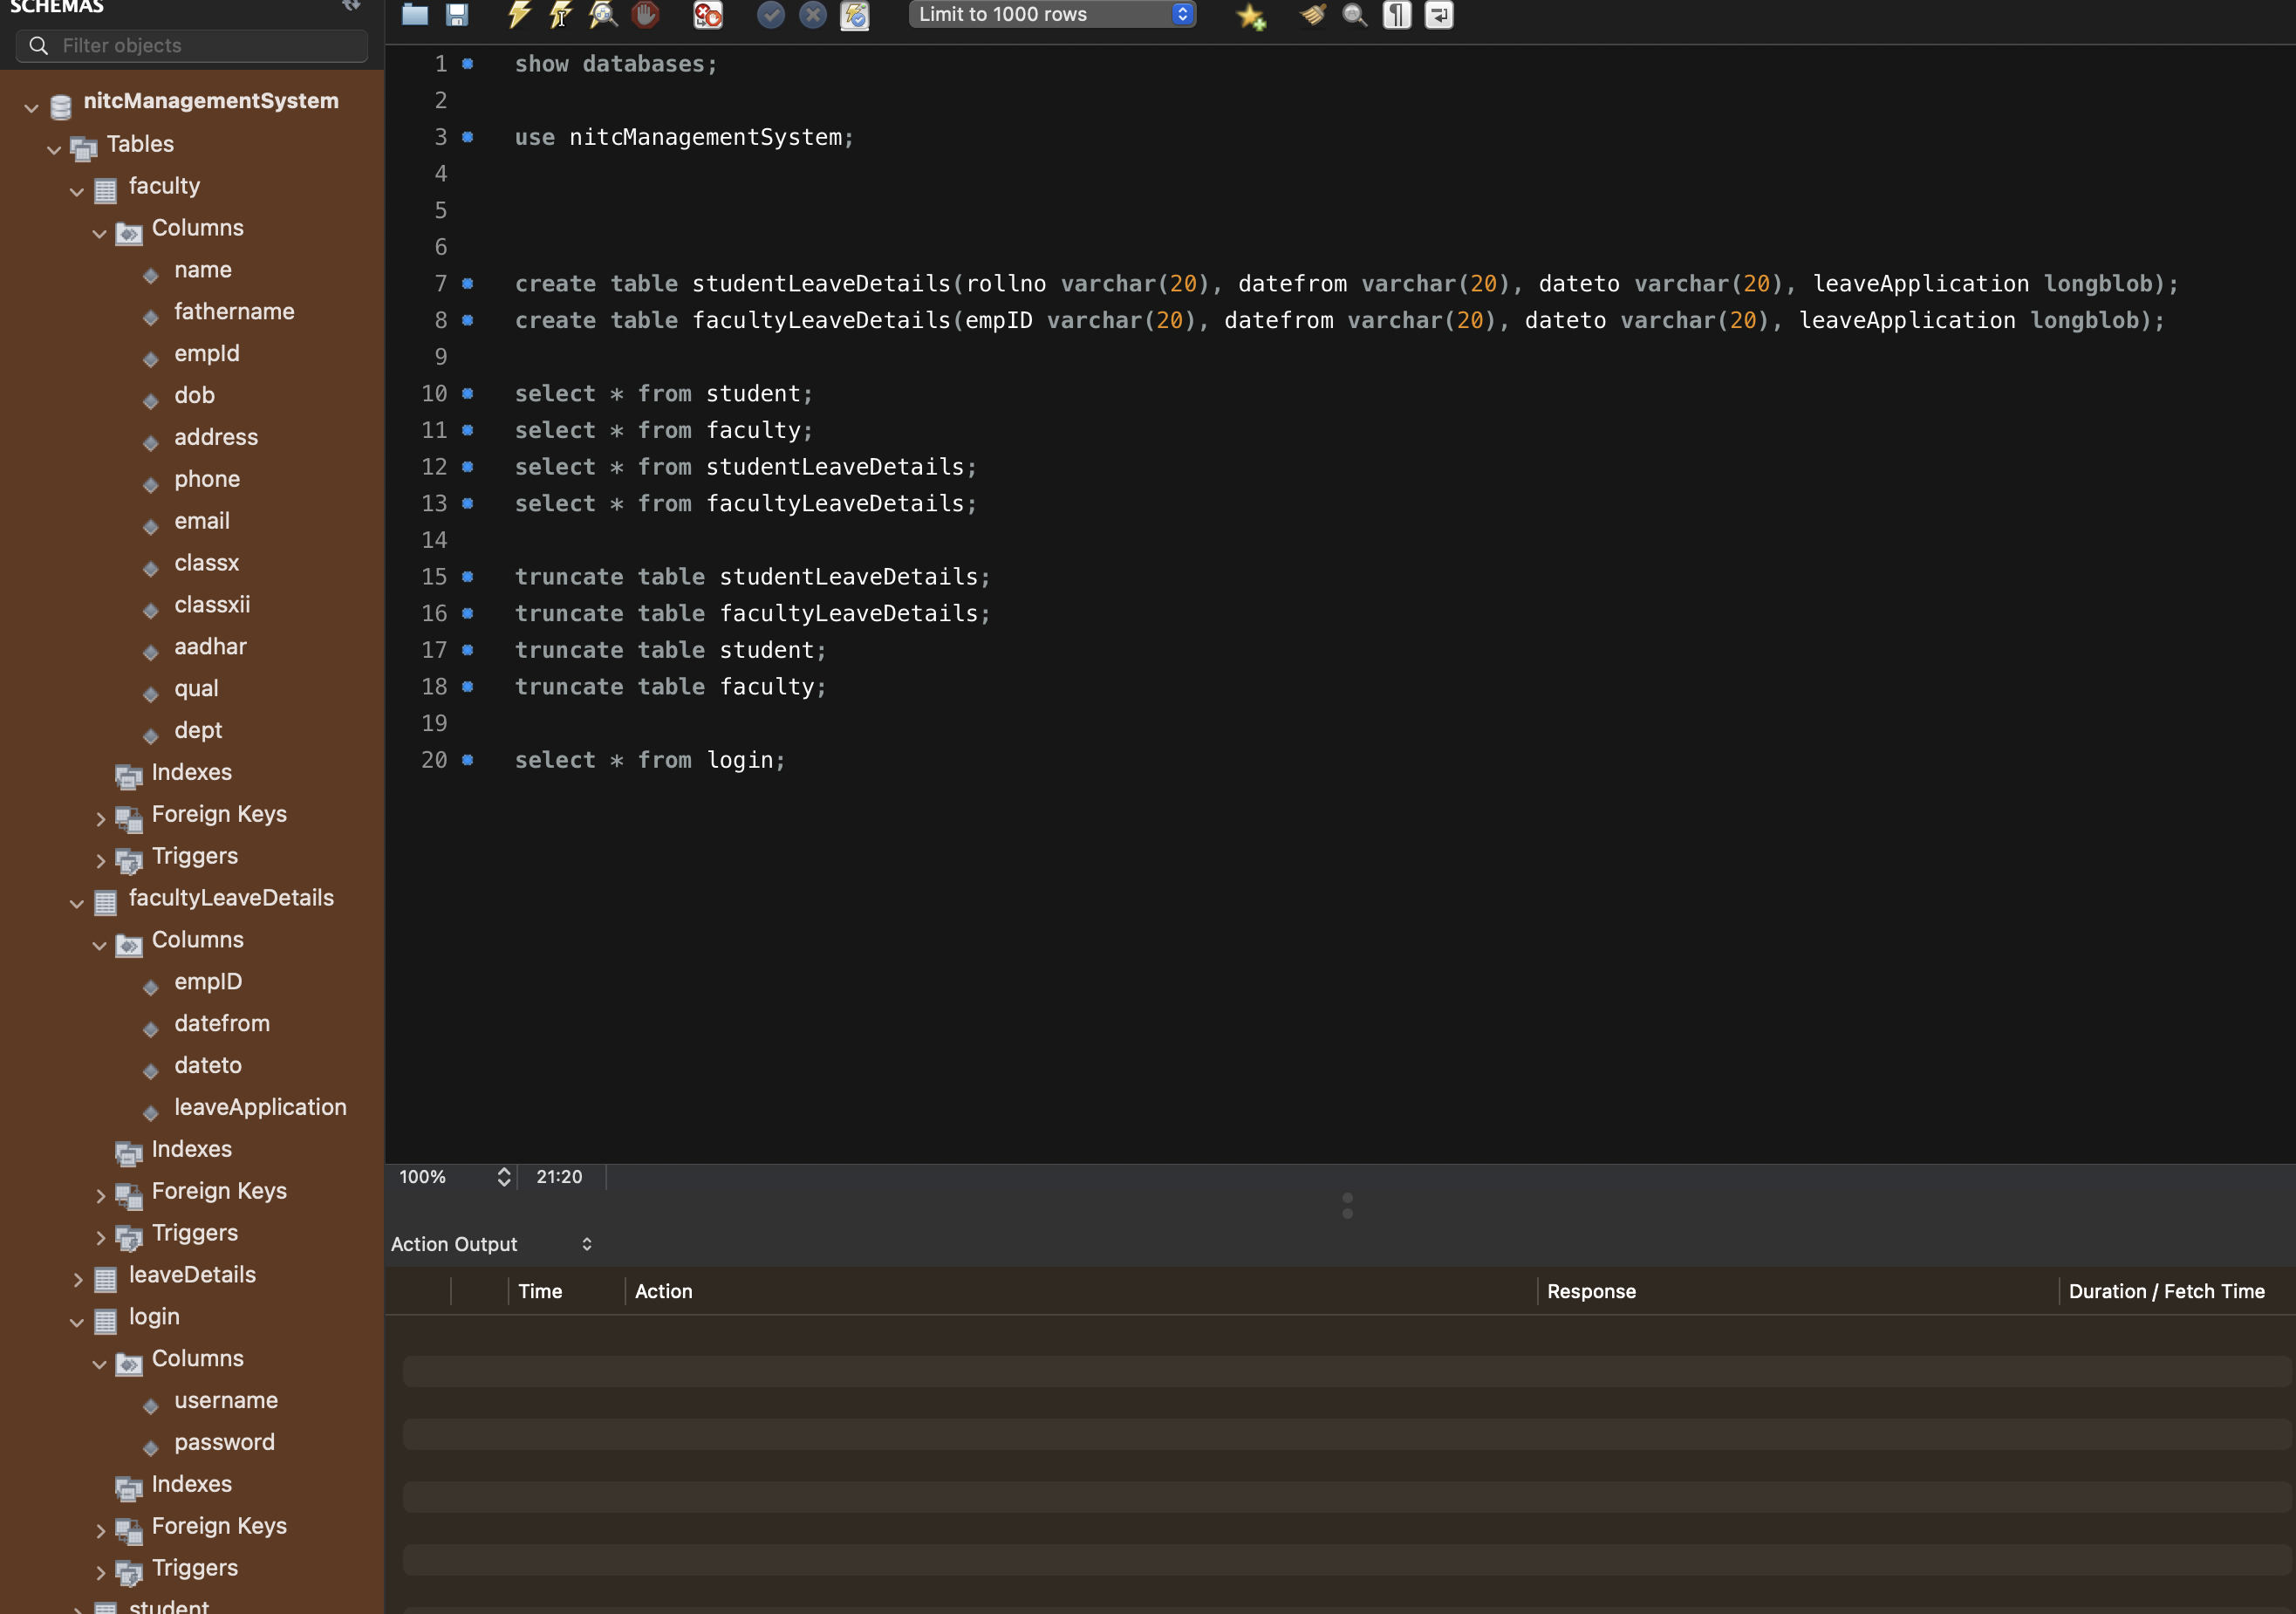 SCHEMAS
Filter objects
nitcManagementSystem
Tables
faculty
Columns
name
fathername
empId
dob
address
phone
email
classx
classxii
aadhar
qual
dept
Indexes
Foreign Keys
Triggers
facultyLeaveDetails
Columns
empID
datefrom
dateto
leaveApplication
Indexes
Foreign Keys
Triggers
leaveDetails
login
Columns
username
password
Indexes
Foreign Keys
Triggers
student
Limit to 1000 rows
1 show databases;
2
3 use nitcManagementSystem;
4
5
6
7 create table studentLeaveDetails(rollno varchar(20), datefrom varchar(20), dateto varchar(20), leaveApplication longblob);
8 create table facultyLeaveDetails(empID varchar(20), datefrom varchar(20), dateto varchar(20), leaveApplication longblob);
9
10 select * from student;
11 select * from faculty;
12 select * from studentLeaveDetails;
13 select * from facultyLeaveDetails;
14
15 truncate table studentLeaveDetails;
16 truncate table facultyLeaveDetails;
17 truncate table student;
18 truncate table faculty;
19
20 select * from login;
100% 21:20
Action Output
Time Action Response Duration / Fetch Time